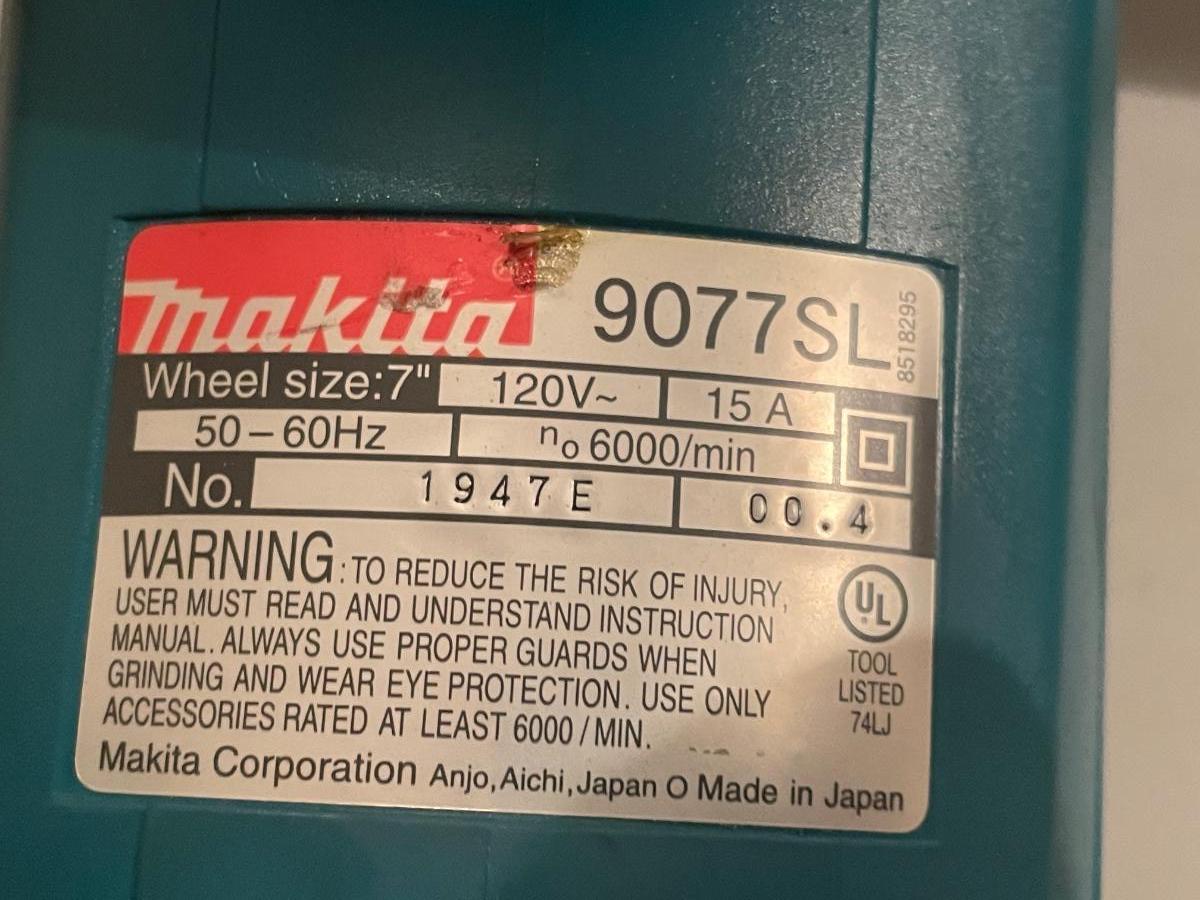 makita
9077SL
8518295
Wheel size:7" 120V~ 15 A
50–60Hz no 6000/min
No. 1947E 00.4
WARNING: TO REDUCE THE RISK OF INJURY,
USER MUST READ AND UNDERSTAND INSTRUCTION
MANUAL. ALWAYS USE PROPER GUARDS WHEN
GRINDING AND WEAR EYE PROTECTION. USE ONLY
ACCESSORIES RATED AT LEAST 6000/MIN.
UL
TOOL
LISTED
74LJ
Makita Corporation Anjo,Aichi,Japan O Made in Japan